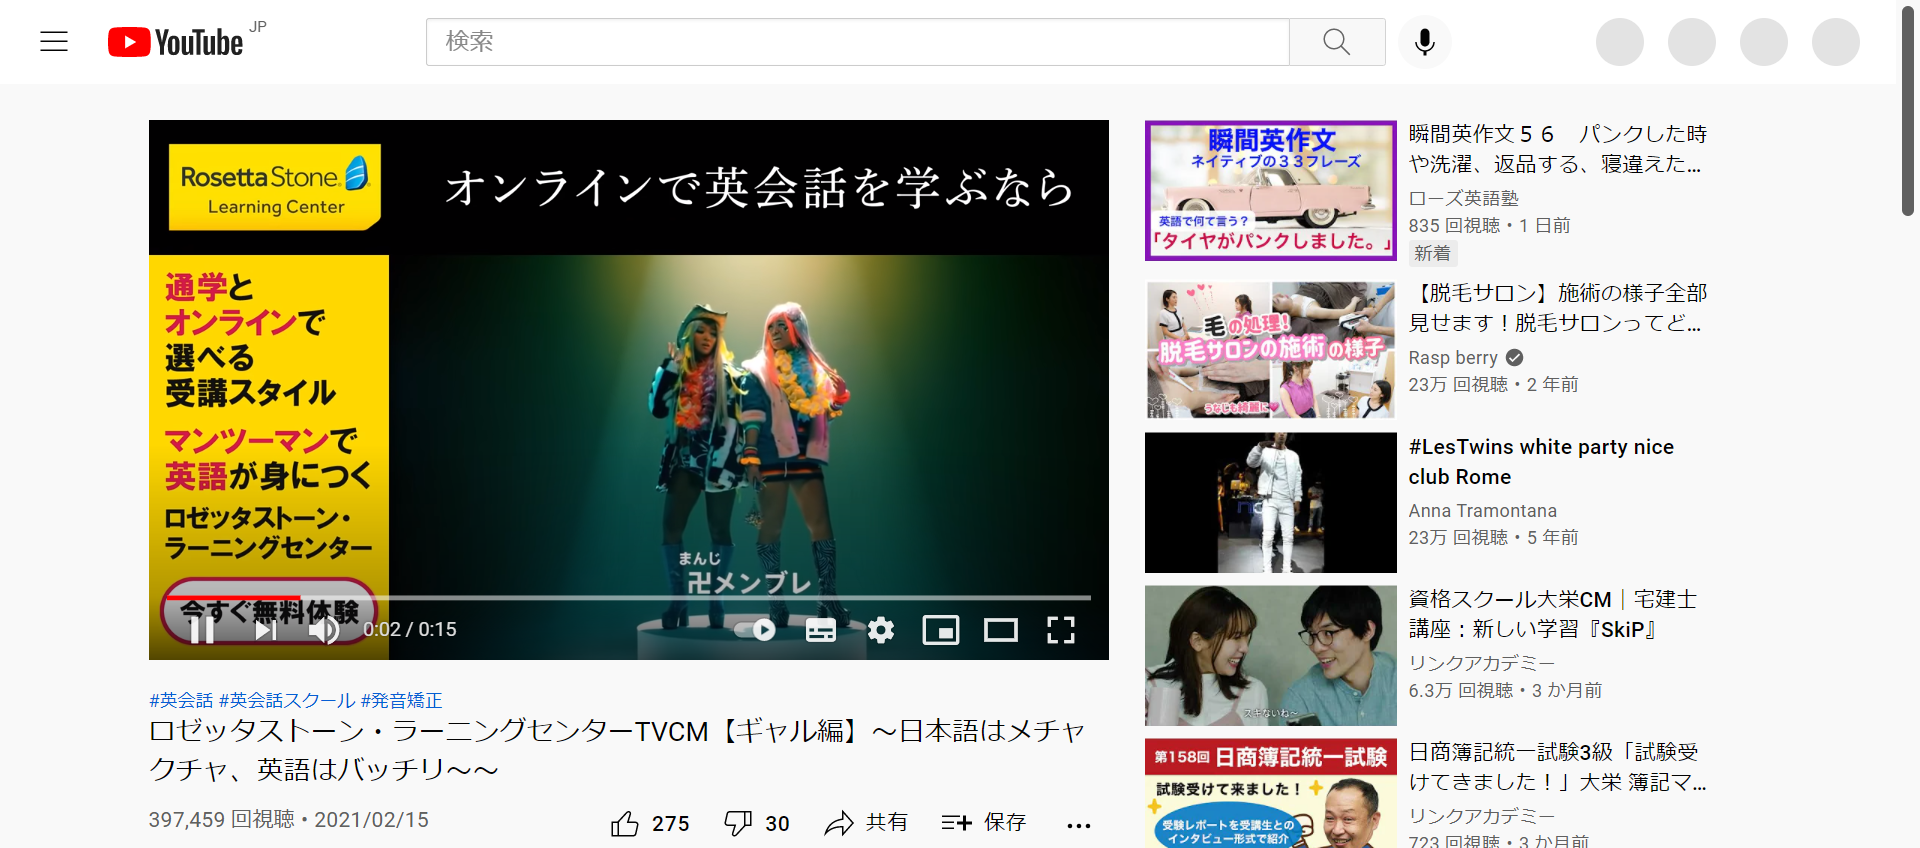 YouTube JP
検索
Rosetta Stone
Learning Center
オンラインで英会話を学ぶなら
通学と
オンラインで
選べる
受講スタイル
マンツーマンで
英語が身につく
ロゼッタストーン・
ラーニングセンター
今すぐ無料体験
まんじ
卍メンブレ
0:02 / 0:15
#英会話 #英会話スクール #発音矯正
ロゼッタストーン・ラーニングセンターTVCM【ギャル編】～日本語はメチャ
クチャ、英語はバッチリ～～
397,459 回視聴・2021/02/15
275
30
共有
保存
瞬間英作文
ネイティブの33フレーズ
英語で何て言う？
「タイヤがパンクしました。」
瞬間英作文５６　パンクした時
や洗濯、返品する、寝違えた...
ローズ英語塾
835 回視聴・1 日前
新着
毛の処理!
脱毛サロンの施術の様子
うなじも綺麗に
【脱毛サロン】施術の様子全部
見せます！脱毛サロンってど...
Rasp berry
23万 回視聴・2 年前
#LesTwins white party nice
club Rome
Anna Tramontana
23万 回視聴・5 年前
スキないね～
資格スクール大栄CM｜宅建士
講座：新しい学習『SkiP』
リンクアカデミー
6.3万 回視聴・3 か月前
第158回 日商簿記統一試験
試験受けて来ました！
受験レポートを受講生との
インタビュー形式で紹介
日商簿記統一試験3級「試験受
けてきました！」大栄 簿記マ...
リンクアカデミー
723 回視聴・3 か月前